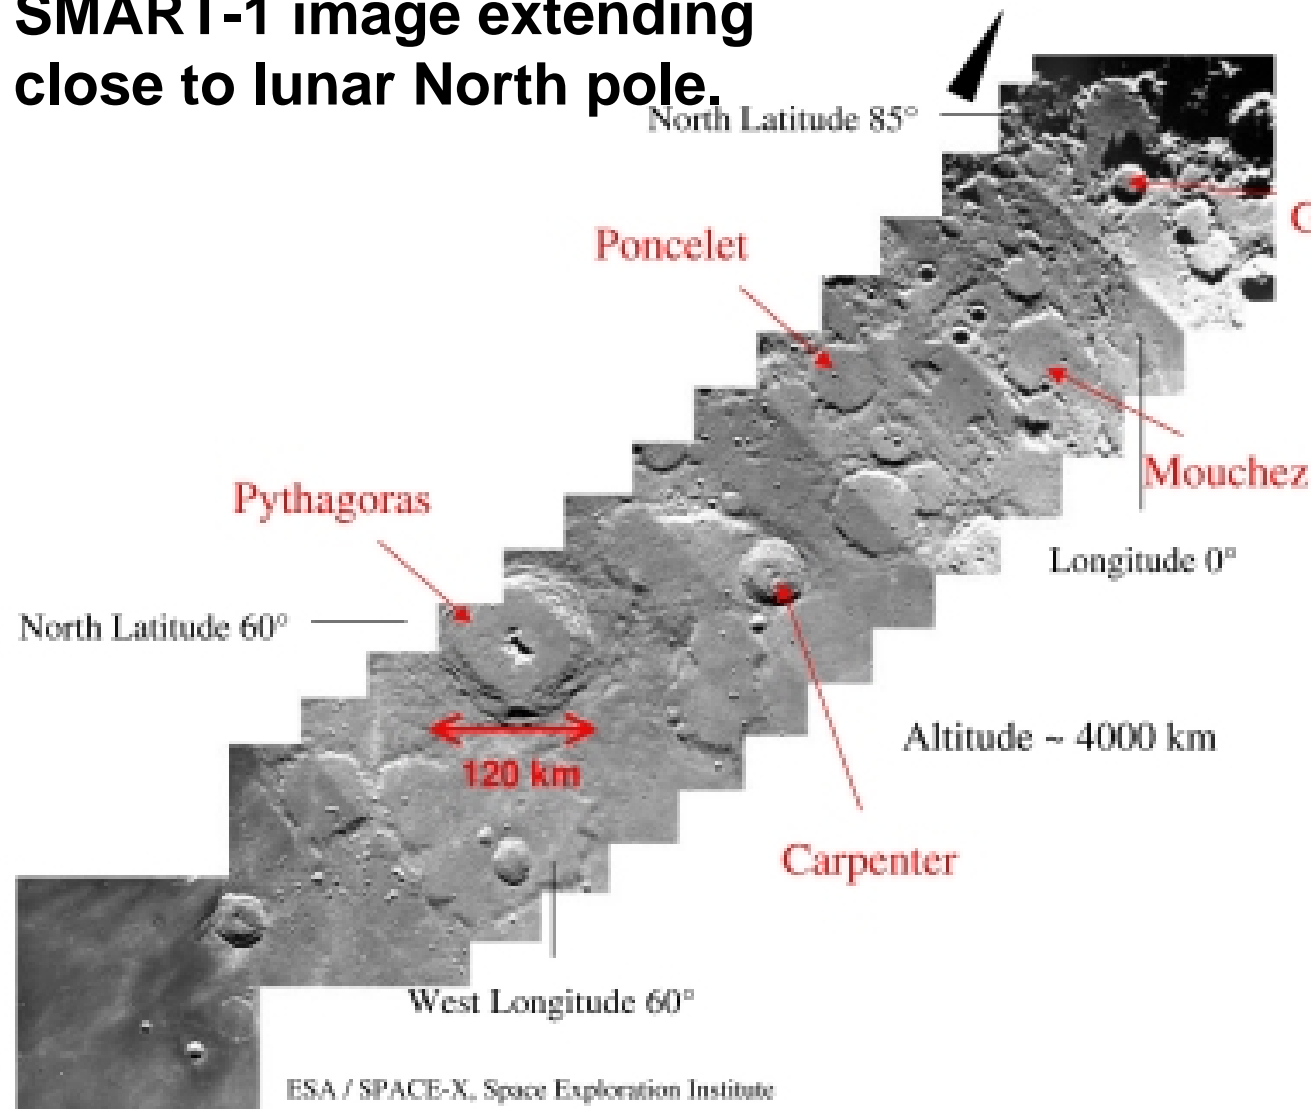 SMART-1 image extending
close to lunar North pole.
North Latitude 85°
Poncelet
Mouchez
Pythagoras
Longitude 0°
North Latitude 60°
Altitude ~ 4000 km
120 km
Carpenter
West Longitude 60°
ESA / SPACE-X, Space Exploration Institute